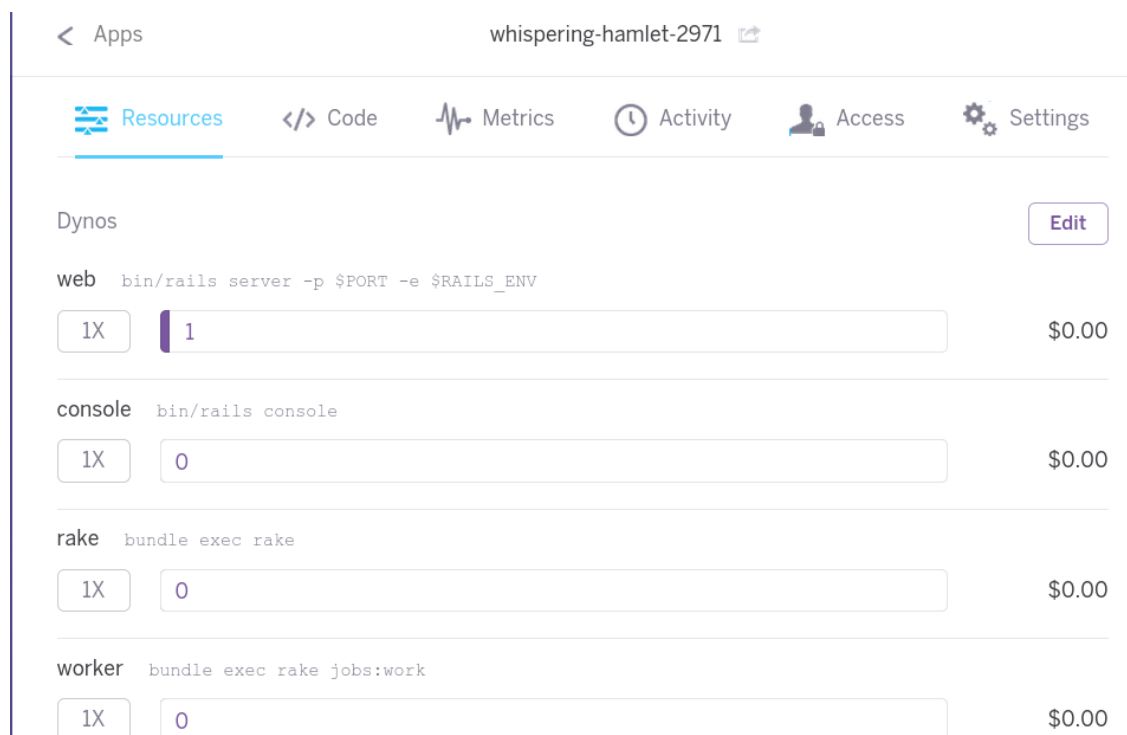 Apps whispering-hamlet-2971
Resources </> Code Metrics Activity Access Settings
Dynos Edit
web bin/rails server -p $PORT -e $RAILS_ENV
1X 1 $0.00
console bin/rails console
1X 0 $0.00
rake bundle exec rake
1X 0 $0.00
worker bundle exec rake jobs:work
1X 0 $0.00